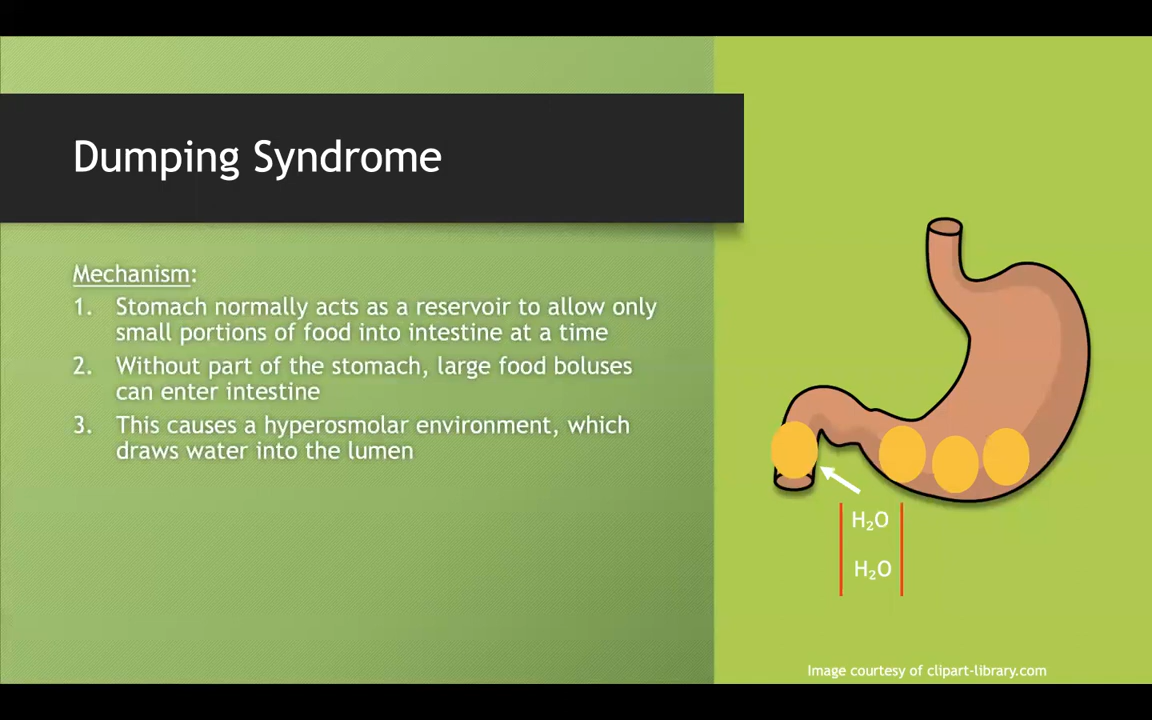 Dumping Syndrome
Mechanism:
1. Stomach normally acts as a reservoir to allow only
small portions of food into intestine at a time
2. Without part of the stomach, large food boluses
can enter intestine
3. This causes a hyperosmolar environment, which
draws water into the lumen
H₂O
H₂O
Image courtesy of clipart-library.com